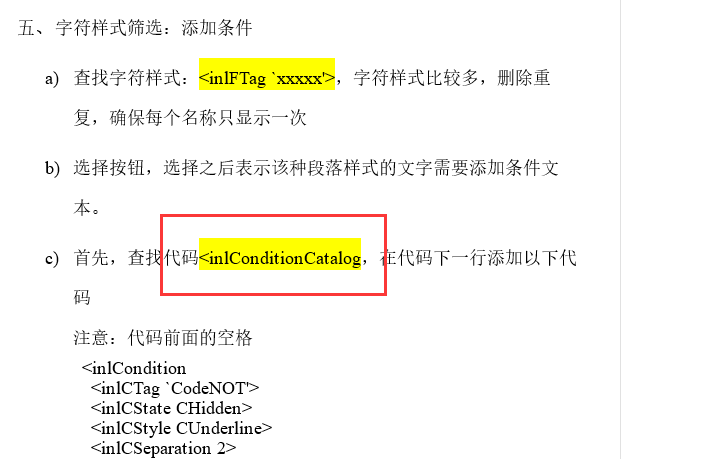 五、字符样式筛选：添加条件
a) 查找字符样式：<inlFTag `xxxxx'>，字符样式比较多，删除重
复，确保每个名称只显示一次
b) 选择按钮，选择之后表示该种段落样式的文字需要添加条件文
本。
c) 首先，查找代码<inlConditionCatalog，在代码下一行添加以下代
码
注意：代码前面的空格
<inlCondition
<inlCTag `CodeNOT'>
<inlCState CHidden>
<inlCStyle CUnderline>
<inlCSeparation 2>